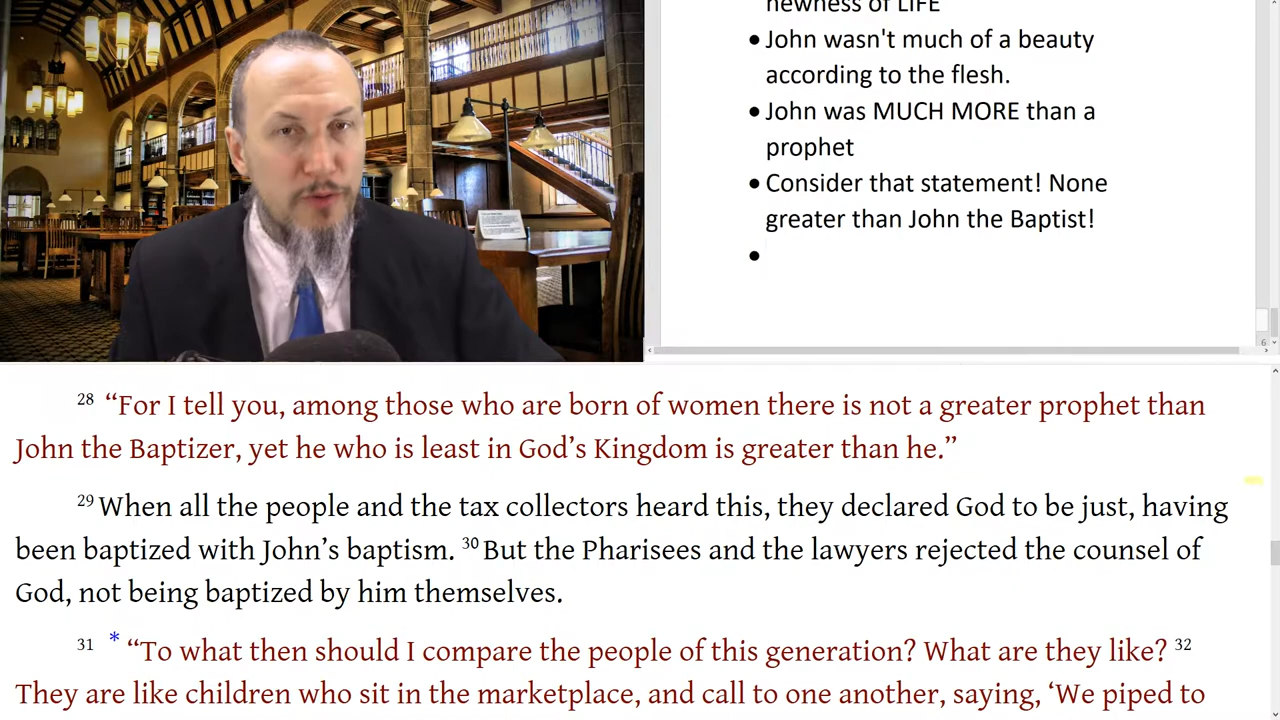 newness of LIFE
• John wasn't much of a beauty
according to the flesh.
• John was MUCH MORE than a
prophet
• Consider that statement! None
greater than John the Baptist!
•
6
28 “For I tell you, among those who are born of women there is not a greater prophet than
John the Baptizer, yet he who is least in God’s Kingdom is greater than he.”
29 When all the people and the tax collectors heard this, they declared God to be just, having
been baptized with John’s baptism. 30 But the Pharisees and the lawyers rejected the counsel of
God, not being baptized by him themselves.
31 * “To what then should I compare the people of this generation? What are they like? 32
They are like children who sit in the marketplace, and call to one another, saying, ‘We piped to